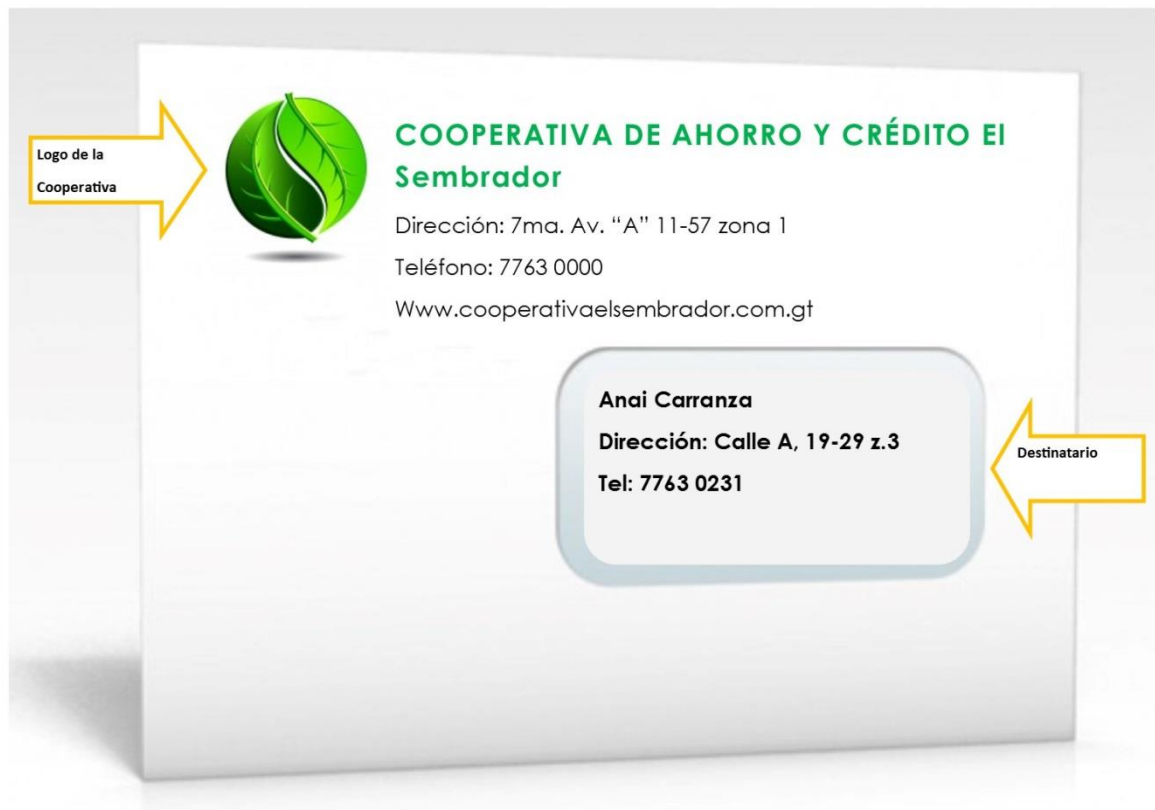 Logo de la
Cooperativa
COOPERATIVA DE AHORRO Y CRÉDITO El
Sembrador
Dirección: 7ma. Av. “A” 11-57 zona 1
Teléfono: 7763 0000
Www.cooperativaelsembrador.com.gt
Anai Carranza
Dirección: Calle A, 19-29 z.3
Tel: 7763 0231
Destinatario